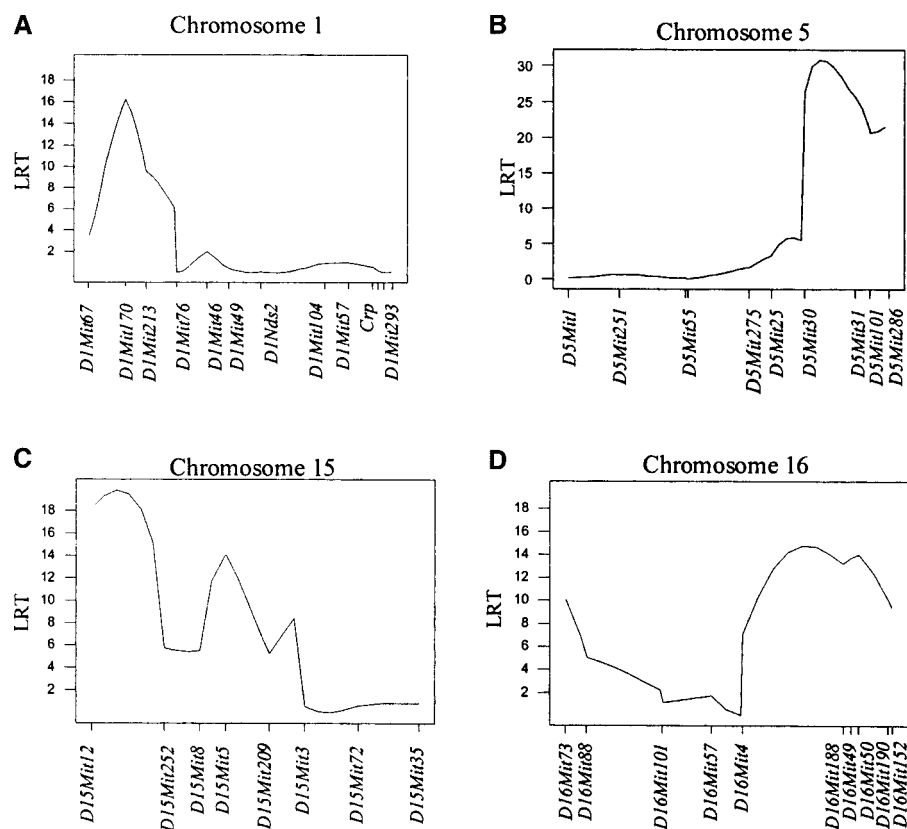 A
Chromosome 1
LRT
18
16
14
12
10
8
6
4
2
D1Mit67
D1Mit170
D1Mit213
D1Mit76
D1Mit46
D1Mit49
D1Nds2
D1Mit104
D1Mit57
Crp
D1Mit293
B
Chromosome 5
LRT
30
25
20
15
10
5
0
D5Mit1
D5Mit251
D5Mit55
D5Mit275
D5Mit25
D5Mit30
D5Mit31
D5Mit101
D5Mit286
C
Chromosome 15
LRT
18
16
14
12
10
8
6
4
2
D15Mit12
D15Mit252
D15Mit8
D15Mit5
D15Mit209
D15Mit3
D15Mit72
D15Mit35
D
Chromosome 16
LRT
18
16
14
12
10
8
6
4
2
D16Mit73
D16Mit88
D16Mit101
D16Mit57
D16Mit4
D16Mit188
D16Mit49
D16Mit50
D16Mit190
D16Mit152